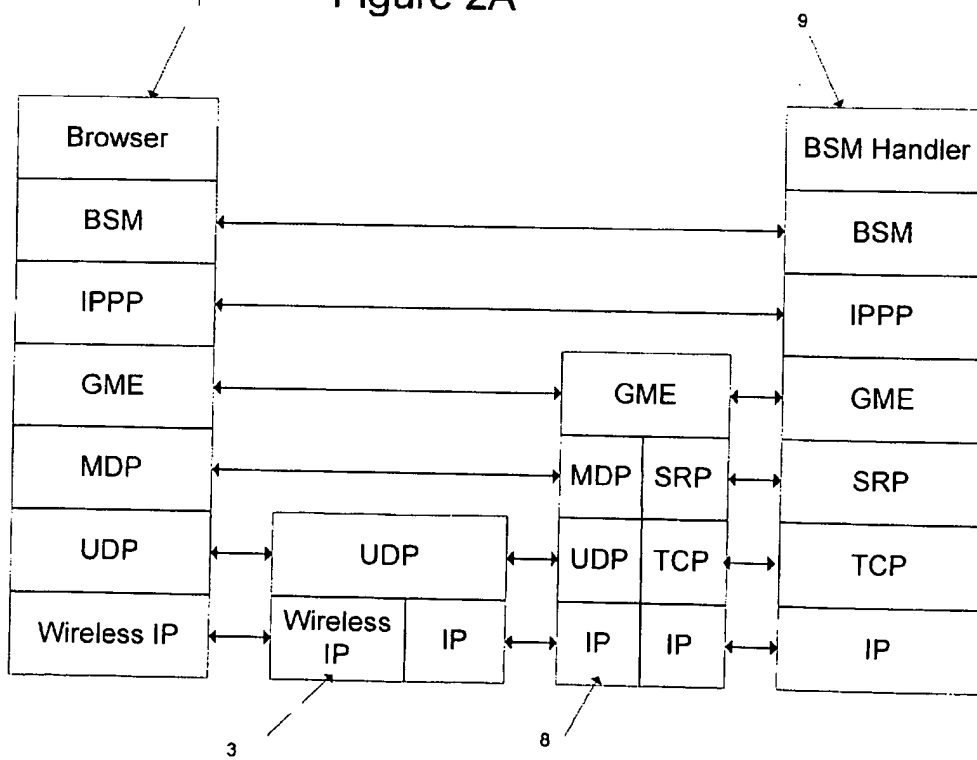 Figure 2A
9
Browser
BSM Handler
BSM
BSM
IPPP
IPPP
GME
GME
GME
MDP
MDP
SRP
SRP
UDP
UDP
UDP
TCP
TCP
Wireless IP
Wireless
IP
IP
IP
IP
IP
3
8